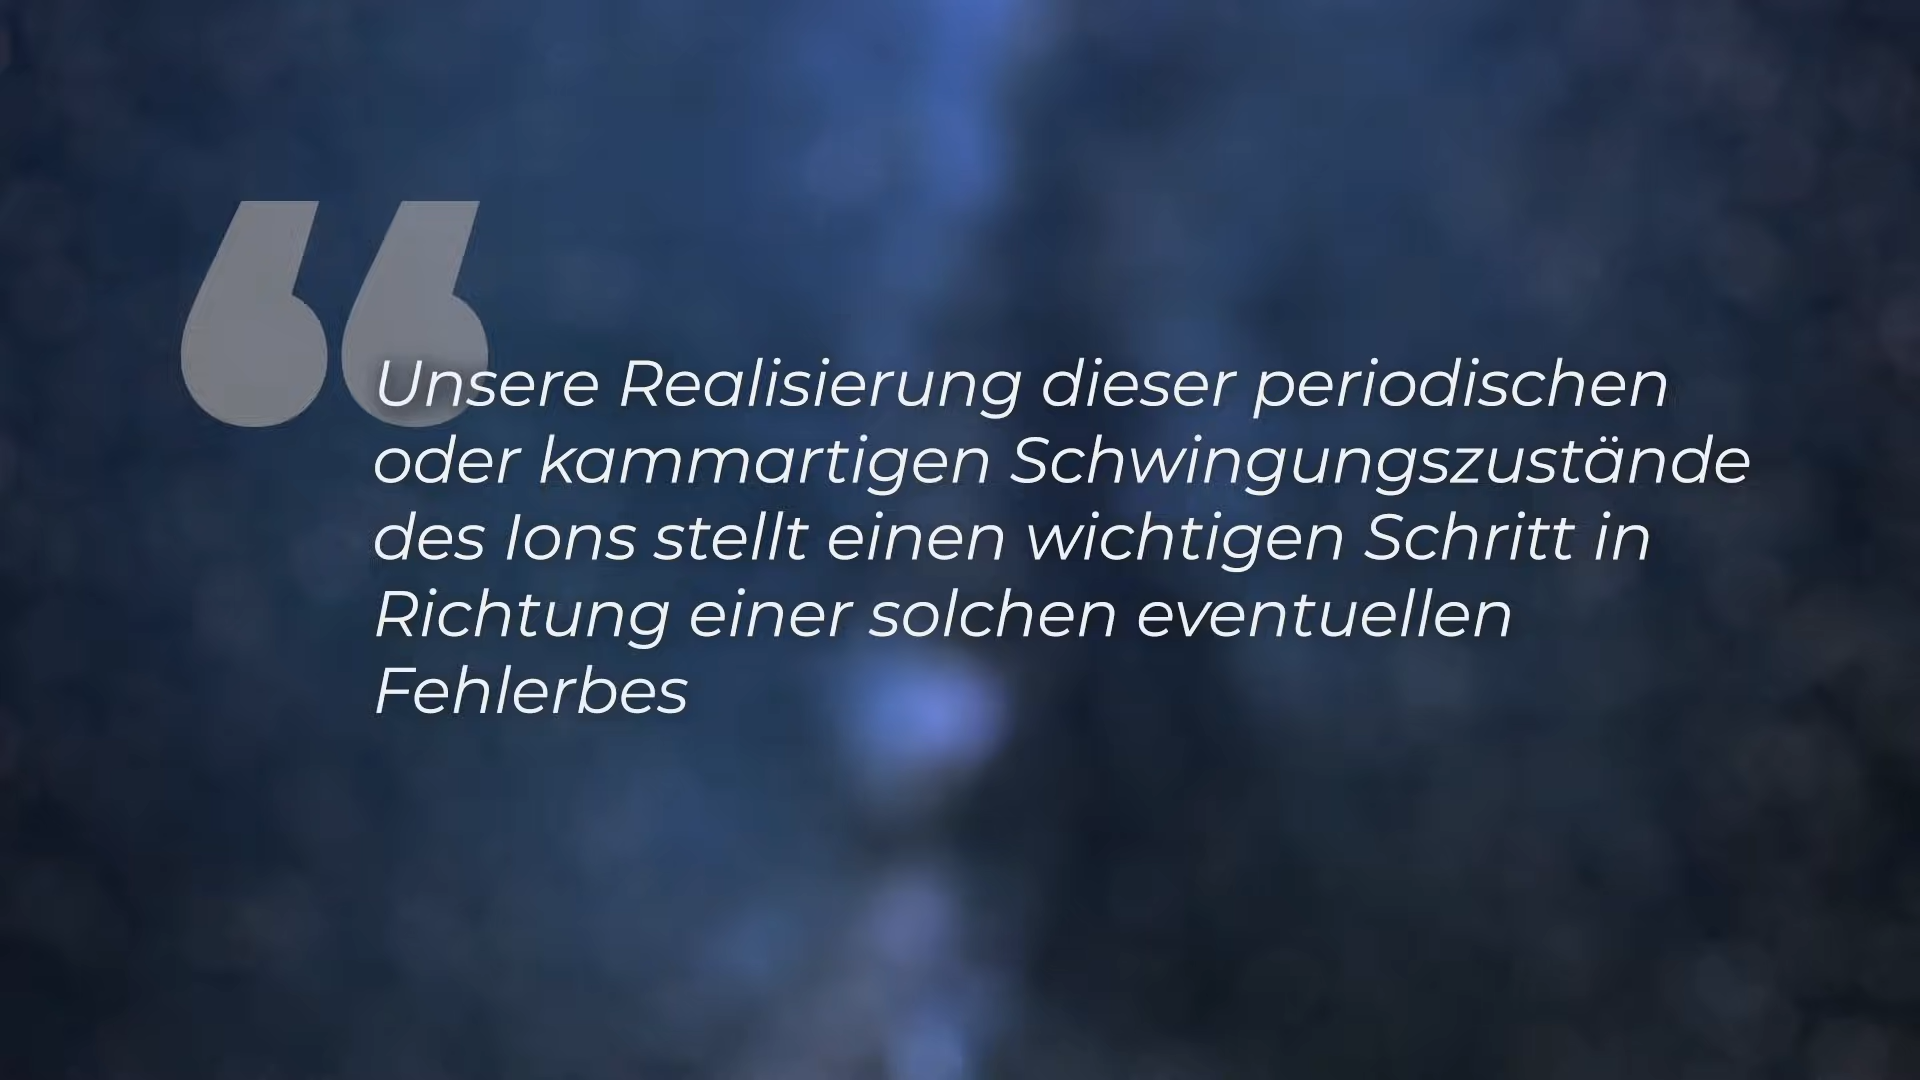 Unsere Realisierung dieser periodischen
oder kammartigen Schwingungszustände
des Ions stellt einen wichtigen Schritt in
Richtung einer solchen eventuellen
Fehlerbes